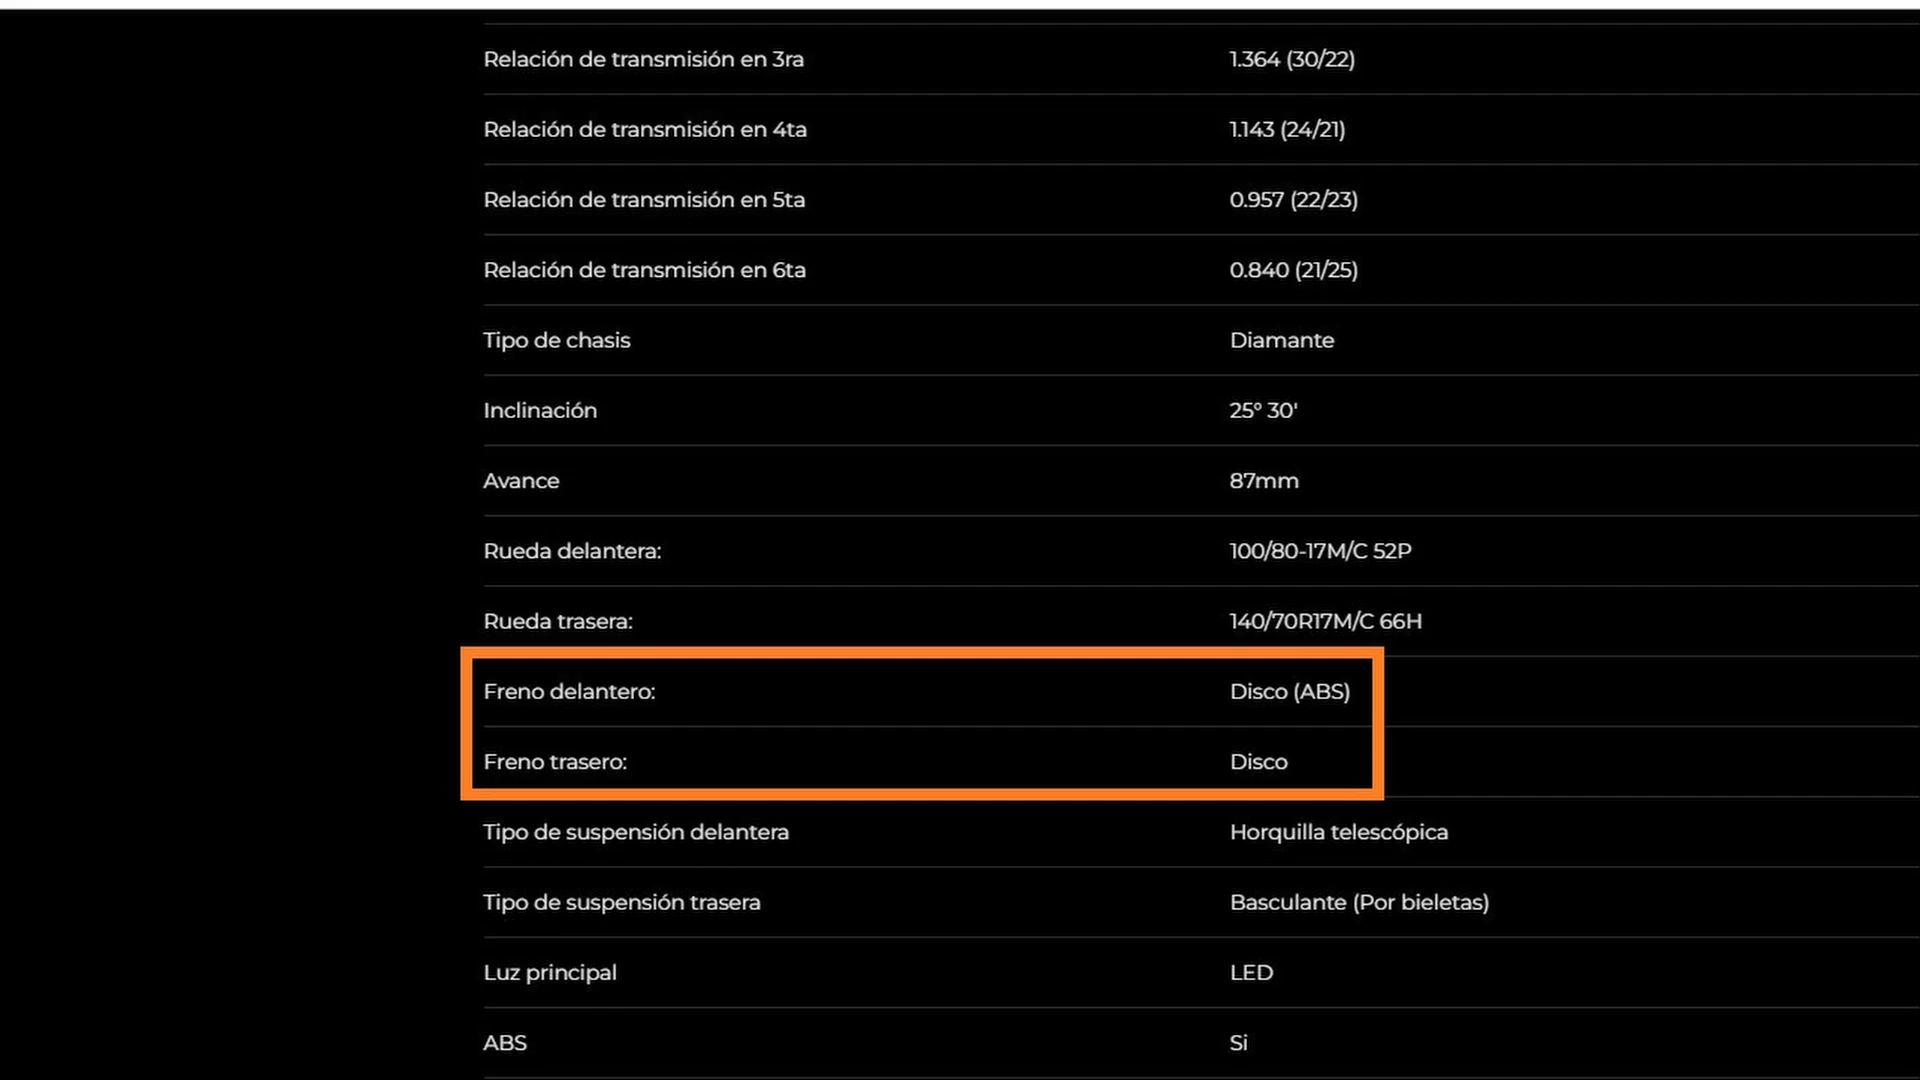 Relación de transmisión en 3ra 1.364 (30/22)
Relación de transmisión en 4ta 1.143 (24/21)
Relación de transmisión en 5ta 0.957 (22/23)
Relación de transmisión en 6ta 0.840 (21/25)
Tipo de chasis Diamante
Inclinación 25° 30'
Avance 87mm
Rueda delantera: 100/80-17M/C 52P
Rueda trasera: 140/70R17M/C 66H
Freno delantero: Disco (ABS)
Freno trasero: Disco
Tipo de suspensión delantera Horquilla telescópica
Tipo de suspensión trasera Basculante (Por bieletas)
Luz principal LED
ABS Si